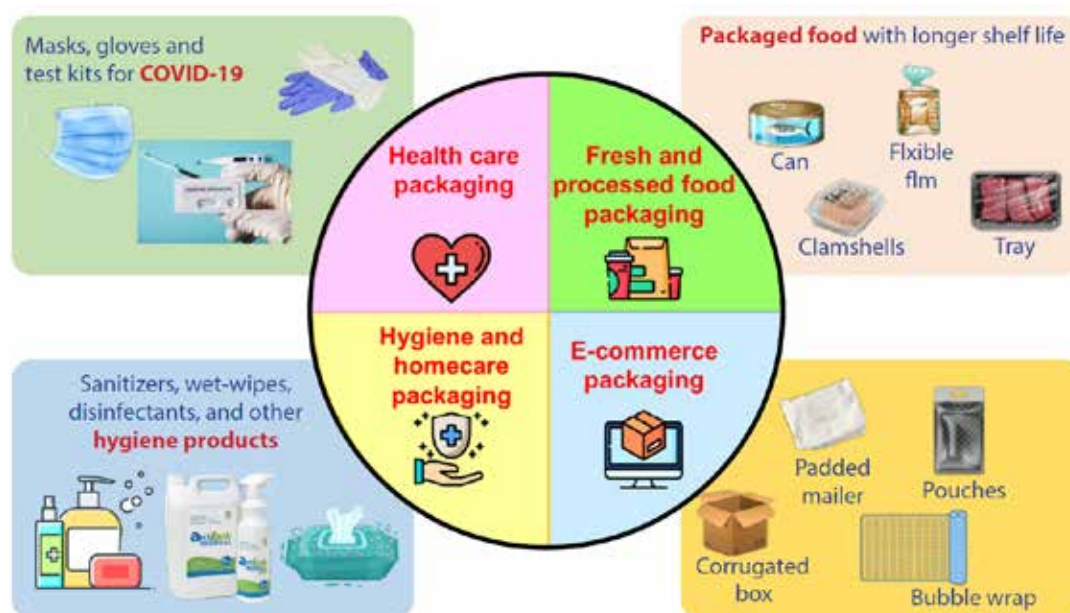 Masks, gloves and
test kits for COVID-19
Packaged food with longer shelf life
Can
Flxible
flm
Clamshells
Tray
Health care
packaging
Fresh and
processed food
packaging
Hygiene and
homecare
packaging
E-commerce
packaging
Sanitizers, wet-wipes,
disinfectants, and other
hygiene products
Padded
mailer
Pouches
Corrugated
box
Bubble wrap